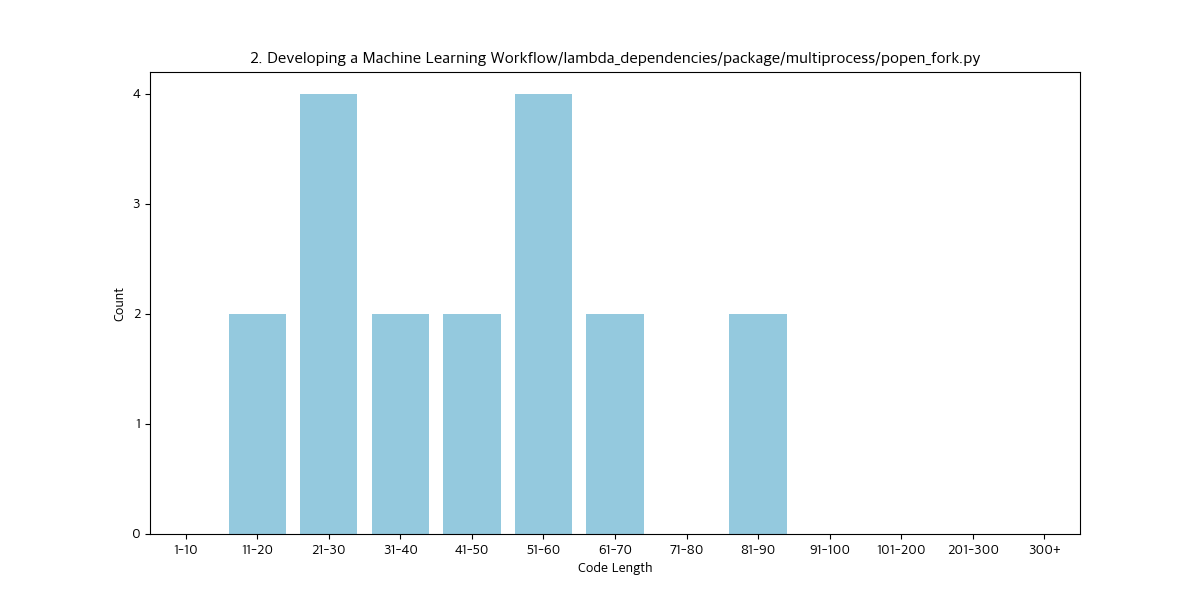 2. Developing a Machine Learning Workflow/lambda_dependencies/package/multiprocess/popen_fork.py
4
3
2
1
0
Count
1-10 11-20 21-30 31-40 41-50 51-60 61-70 71-80 81-90 91-100 101-200 201-300 300+
Code Length